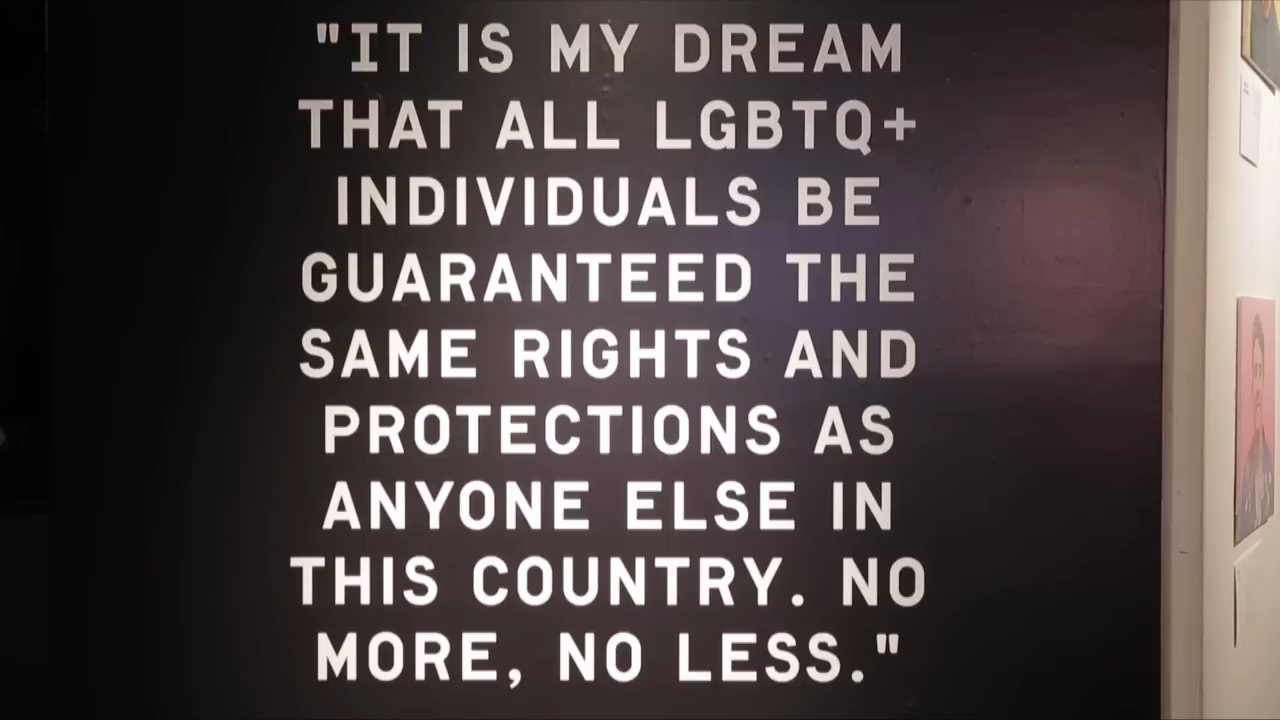 "IT IS MY DREAM
THAT ALL LGBTQ+
INDIVIDUALS BE
GUARANTEED THE
SAME RIGHTS AND
PROTECTIONS AS
ANYONE ELSE IN
THIS COUNTRY. NO
MORE, NO LESS."